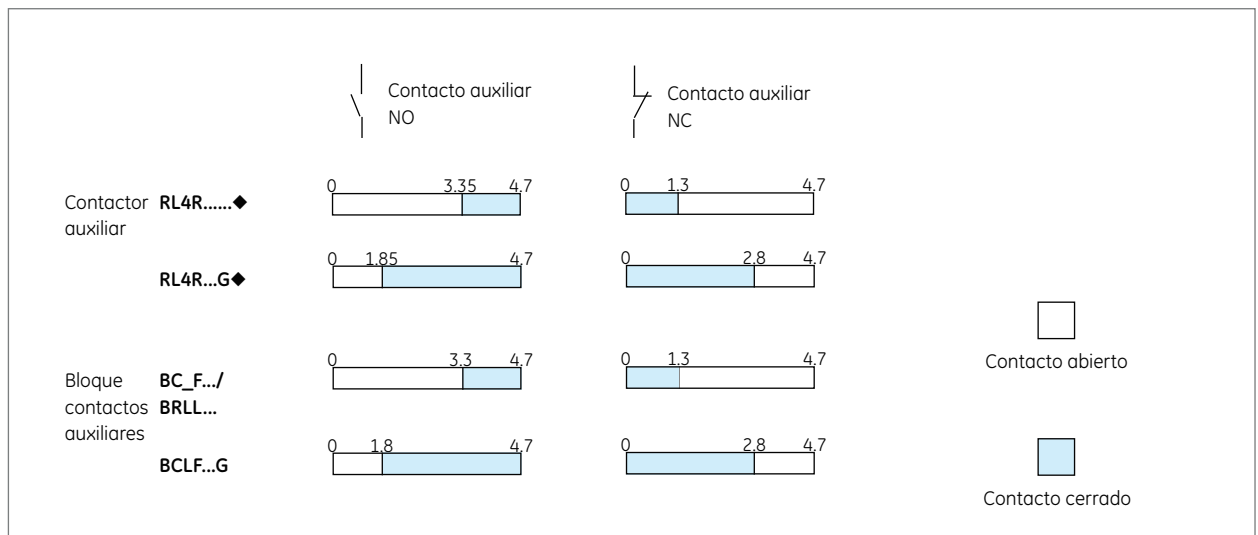 Contacto auxiliar
NO
Contacto auxiliar
NC
Contactor RL4R......◆
auxiliar
0 3.35 4.7
0 1.3 4.7
RL4R...G◆
0 1.85 4.7
0 2.8 4.7
Bloque BC_F.../
contactos BRLL...
auxiliares
0 3.3 4.7
0 1.3 4.7
BCLF...G
0 1.8 4.7
0 2.8 4.7
Contacto abierto
Contacto cerrado